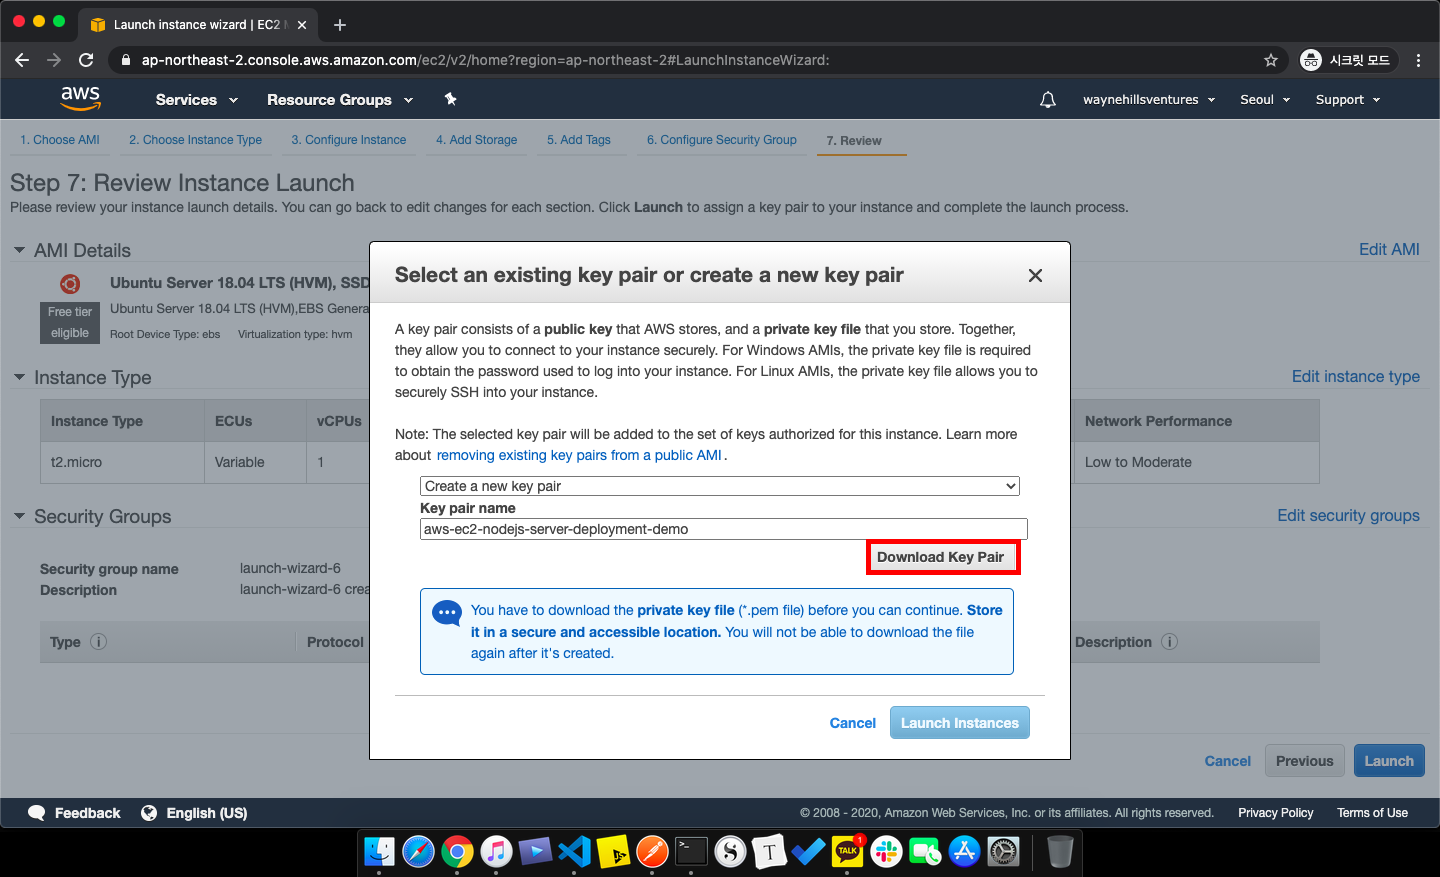 Launch instance wizard | EC2 M
ap-northeast-2.console.aws.amazon.com/ec2/v2/home?region=ap-northeast-2#LaunchInstanceWizard:
시크릿 모드
aws
Services
Resource Groups
waynehillsventures
Seoul
Support
1. Choose AMI
2. Choose Instance Type
3. Configure Instance
4. Add Storage
5. Add Tags
6. Configure Security Group
7. Review
Step 7: Review Instance Launch
Please review your instance launch details. You can go back to edit changes for each section. Click Launch to assign a key pair to your instance and complete the launch process.
AMI Details
Edit AMI
Ubuntu Server 18.04 LTS (HVM), SSD
Free tier
eligible
Ubuntu Server 18.04 LTS (HVM),EBS Genera
Root Device Type: ebs Virtualization type: hvm
Instance Type
Edit instance type
Instance Type ECUs vCPUs Network Performance
t2.micro Variable 1 Low to Moderate
Security Groups
Edit security groups
Security group name launch-wizard-6
Description launch-wizard-6 crea
Type Protocol Description
Select an existing key pair or create a new key pair
A key pair consists of a public key that AWS stores, and a private key file that you store. Together,
they allow you to connect to your instance securely. For Windows AMIs, the private key file is required
to obtain the password used to log into your instance. For Linux AMIs, the private key file allows you to
securely SSH into your instance.
Note: The selected key pair will be added to the set of keys authorized for this instance. Learn more
about removing existing key pairs from a public AMI .
Create a new key pair
Key pair name
aws-ec2-nodejs-server-deployment-demo
Download Key Pair
You have to download the private key file (*.pem file) before you can continue. Store
it in a secure and accessible location. You will not be able to download the file
again after it's created.
Cancel
Launch Instances
Cancel
Previous
Launch
Feedback
English (US)
© 2008 - 2020, Amazon Web Services, Inc. or its affiliates. All rights reserved.
Privacy Policy
Terms of Use
TALK
1